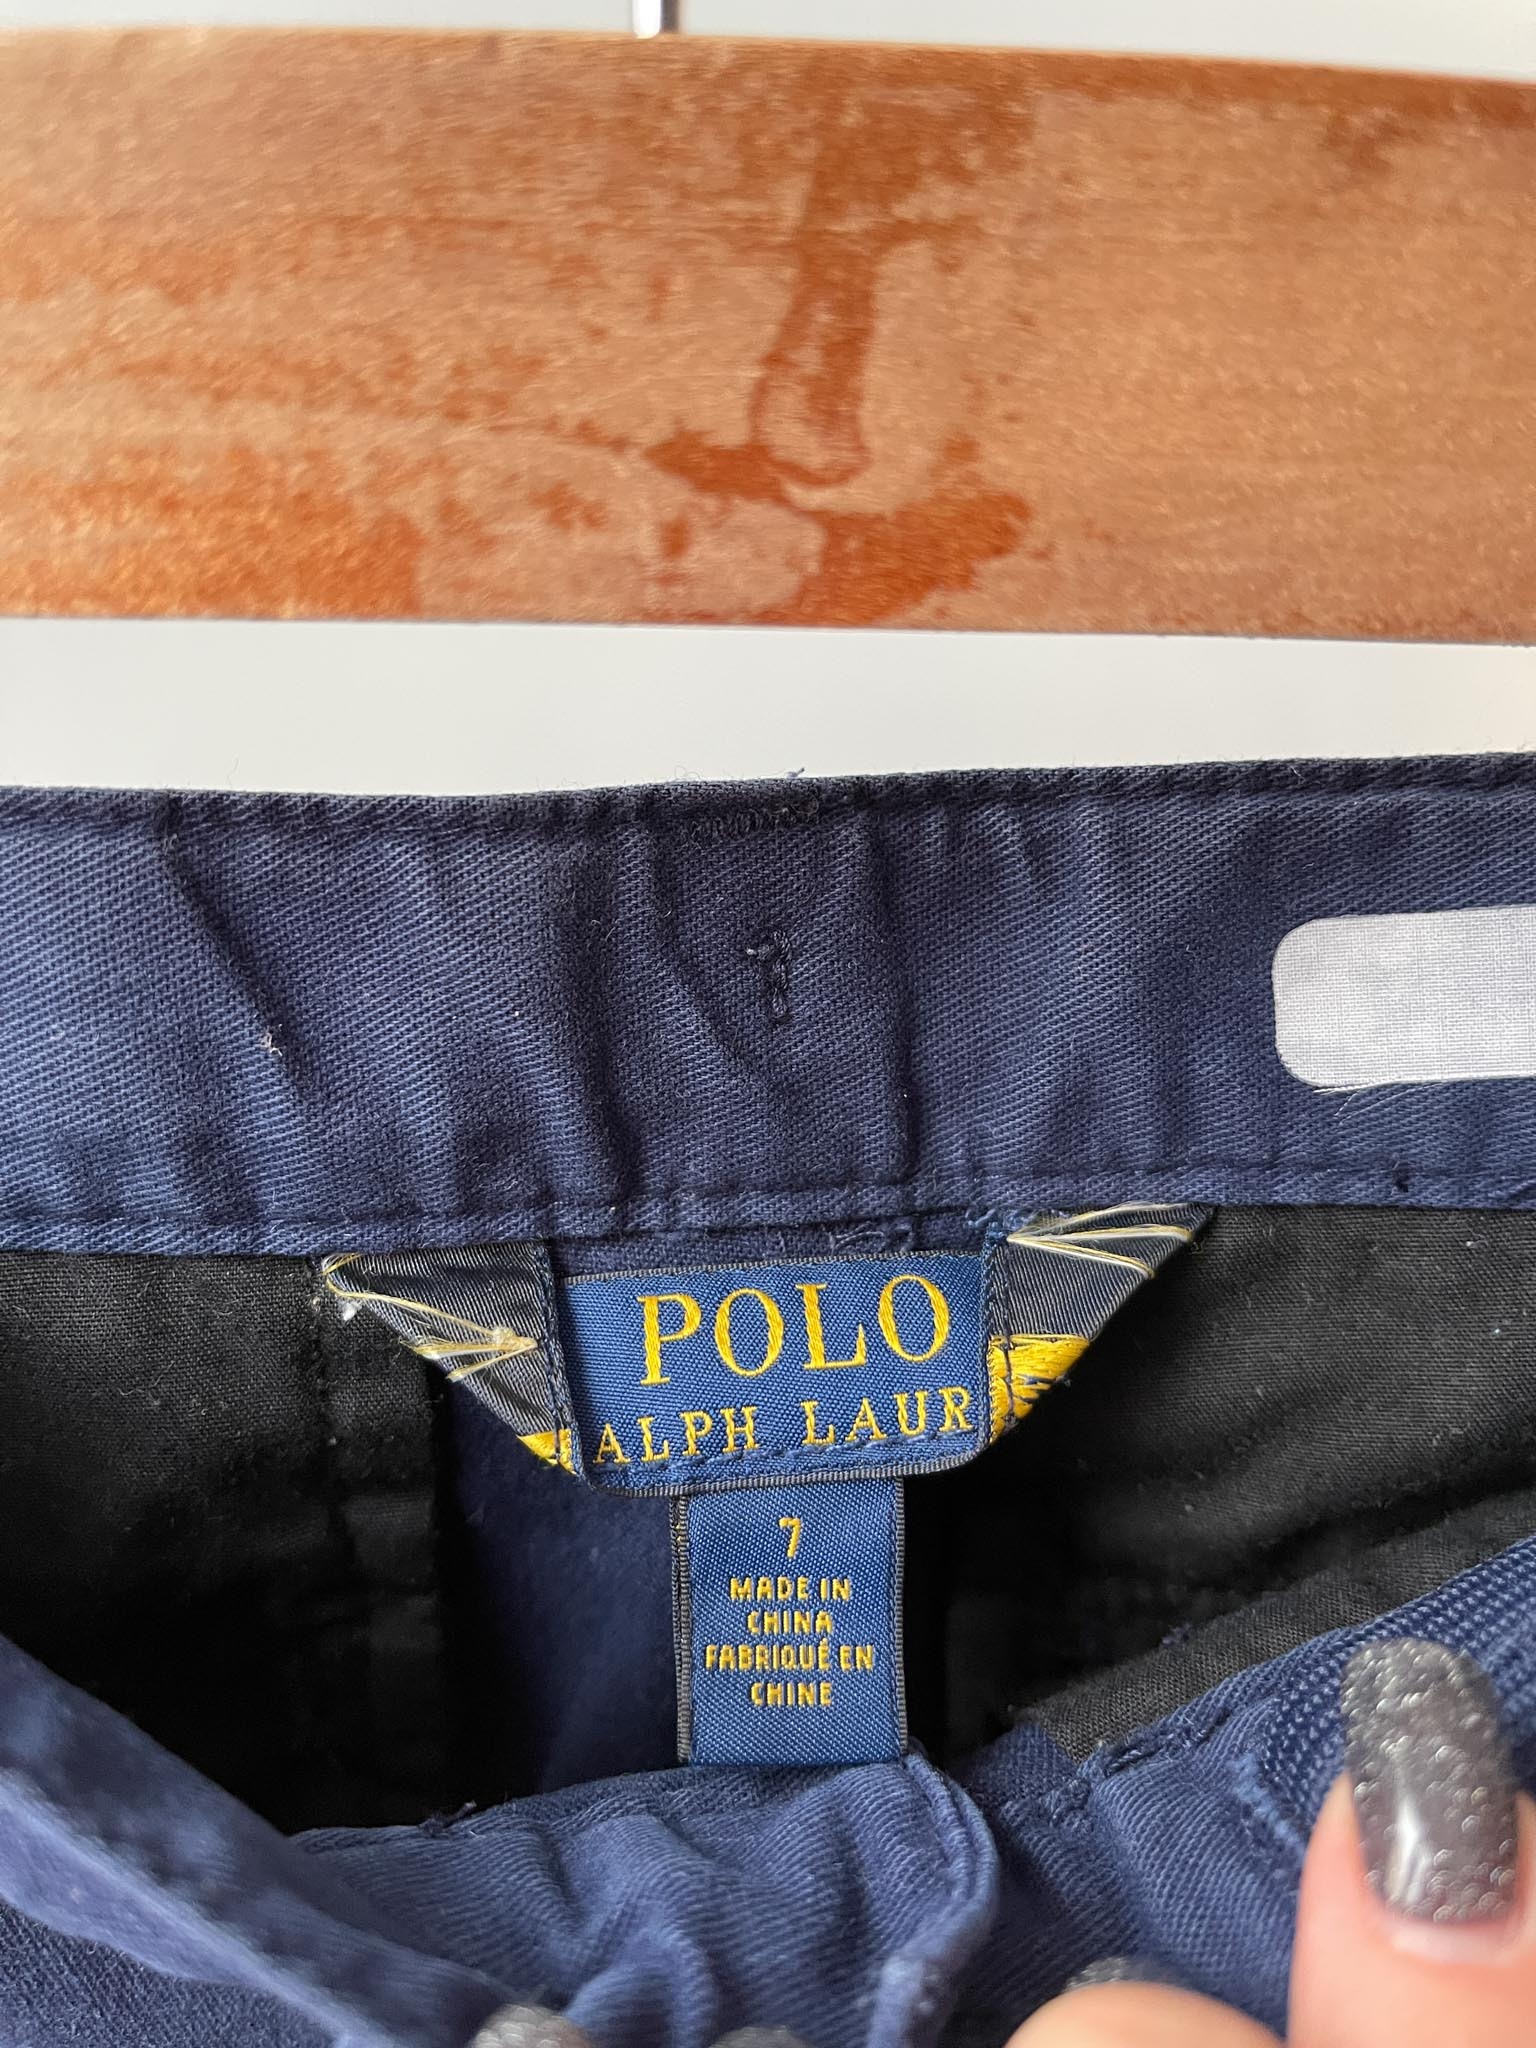 POLO
ALPH LAUR
7
MADE IN
CHINA
FABRIQUÉ EN
CHINE